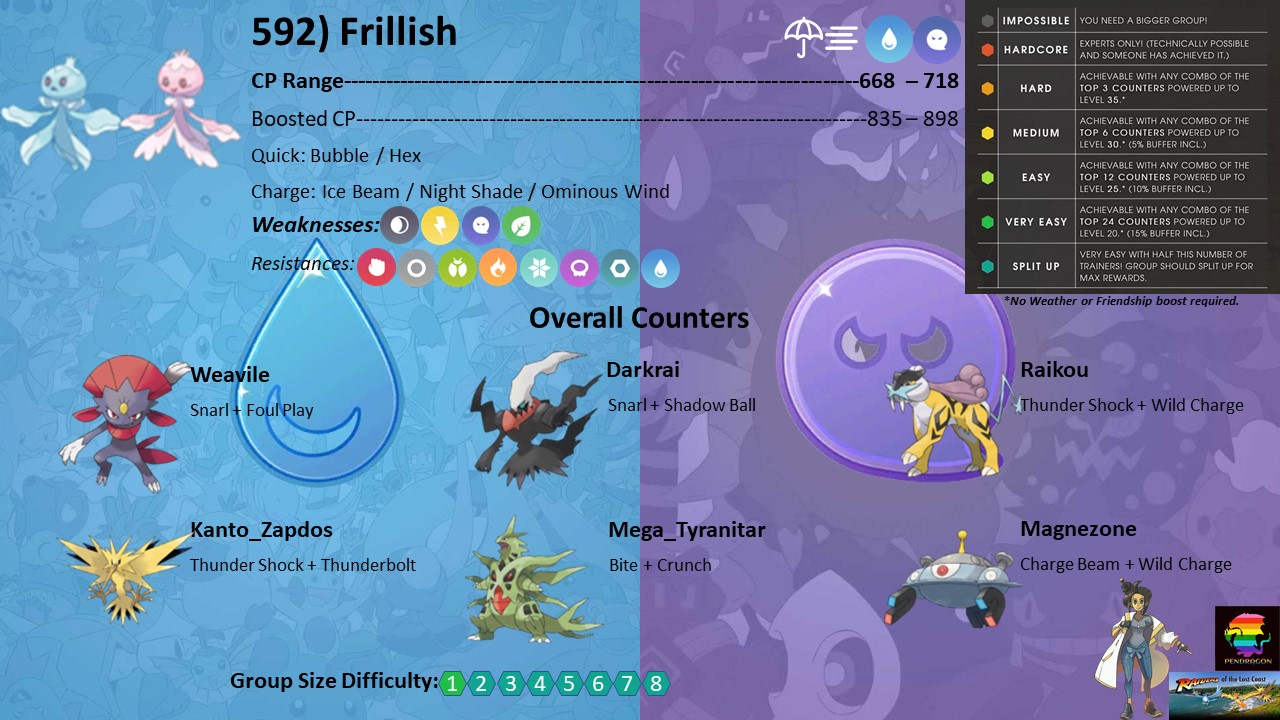 592) Frillish
CP Range---668 – 718
Boosted CP---835 – 898
Quick: Bubble / Hex
Charge: Ice Beam / Night Shade / Ominous Wind
Weaknesses:
Resistances:
IMPOSSIBLE YOU NEED A BIGGER GROUP!
HARDCORE EXPERTS ONLY! (TECHNICALLY POSSIBLE
AND SOMEONE HAS ACHIEVED IT.)
HARD ACHIEVABLE WITH ANY COMBO OF THE
TOP 3 COUNTERS POWERED UP TO
LEVEL 35.*
MEDIUM ACHIEVABLE WITH ANY COMBO OF THE
TOP 6 COUNTERS POWERED UP TO
LEVEL 30.* (5% BUFFER INCL.)
EASY ACHIEVABLE WITH ANY COMBO OF THE
TOP 12 COUNTERS POWERED UP TO
LEVEL 25.* (10% BUFFER INCL.)
VERY EASY ACHIEVABLE WITH ANY COMBO OF THE
TOP 24 COUNTERS POWERED UP TO
LEVEL 20.* (15% BUFFER INCL.)
SPLIT UP VERY EASY WITH HALF THIS NUMBER OF
TRAINERS! GROUP SHOULD SPLIT UP FOR
MAX REWARDS.
*No Weather or Friendship boost required.
Overall Counters
Weavile
Snarl + Foul Play
Darkrai
Snarl + Shadow Ball
Raikou
Thunder Shock + Wild Charge
Kanto_Zapdos
Thunder Shock + Thunderbolt
Mega_Tyranitar
Bite + Crunch
Magnezone
Charge Beam + Wild Charge
Group Size Difficulty: 1 2 3 4 5 6 7 8
PENDRAGON
RAIDERS of the Lost Coast